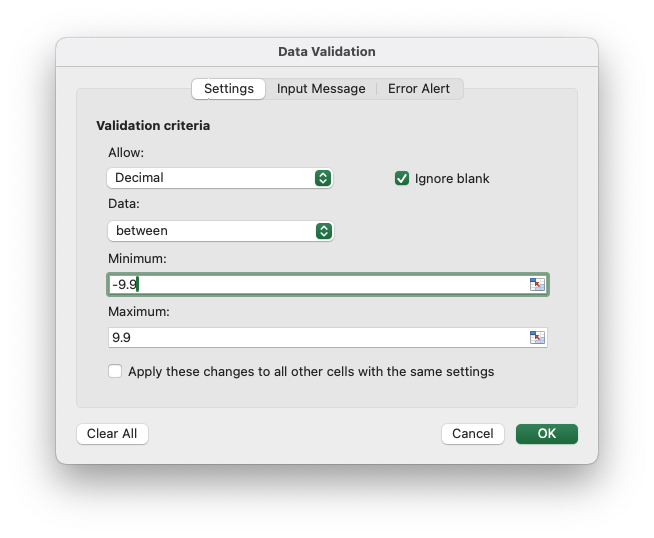 Data Validation
Settings Input Message Error Alert
Validation criteria
Allow:
Decimal Ignore blank
Data:
between
Minimum:
-9.9
Maximum:
9.9
Apply these changes to all other cells with the same settings
Clear All Cancel OK